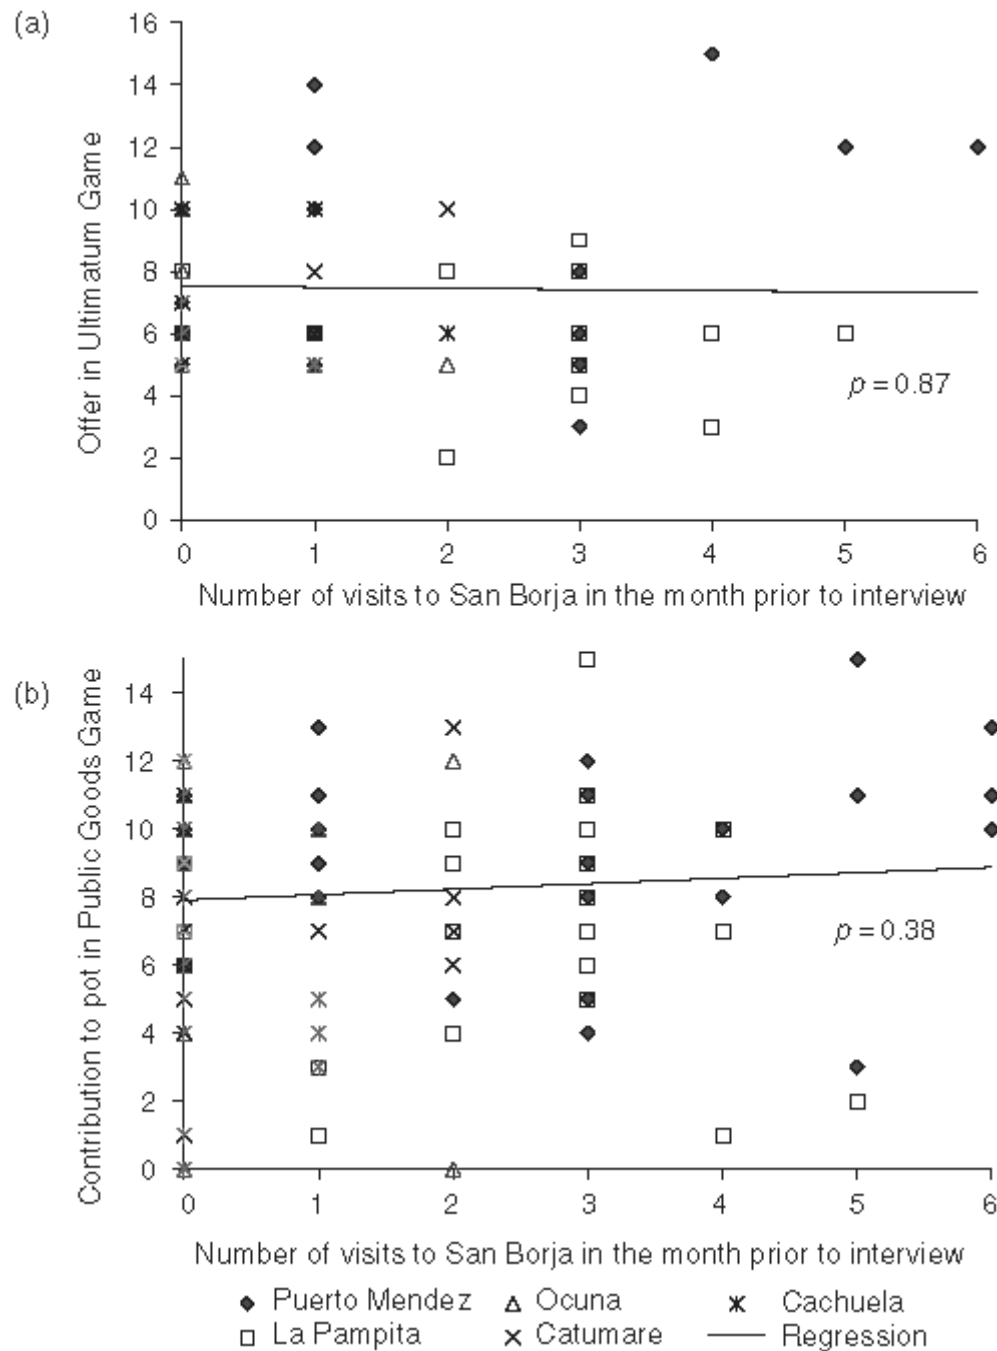 (a)
Offer in Ultimatum Game
16
14
12
10
8
6
4
2
0
p = 0.87
0 1 2 3 4 5 6
Number of visits to San Borja in the month prior to interview
(b)
Contribution to pot in Public Goods Game
14
12
10
8
6
4
2
0
p = 0.38
0 1 2 3 4 5 6
Number of visits to San Borja in the month prior to interview
Puerto Mendez Ocuna Cachuela
La Pampita Catumare Regression